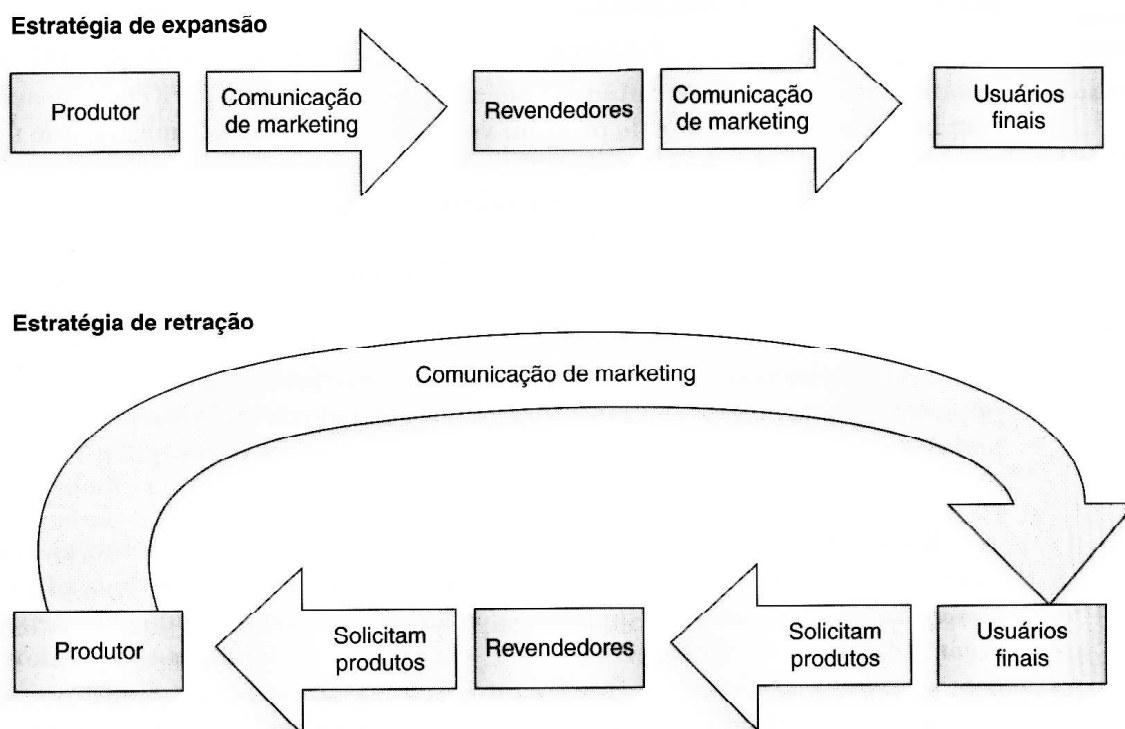 Estratégia de expansão
Produtor
Comunicação
de marketing
Revendedores
Comunicação
de marketing
Usuários
finais
Estratégia de retração
Comunicação de marketing
Produtor
Solicitam
produtos
Revendedores
Solicitam
produtos
Usuários
finais